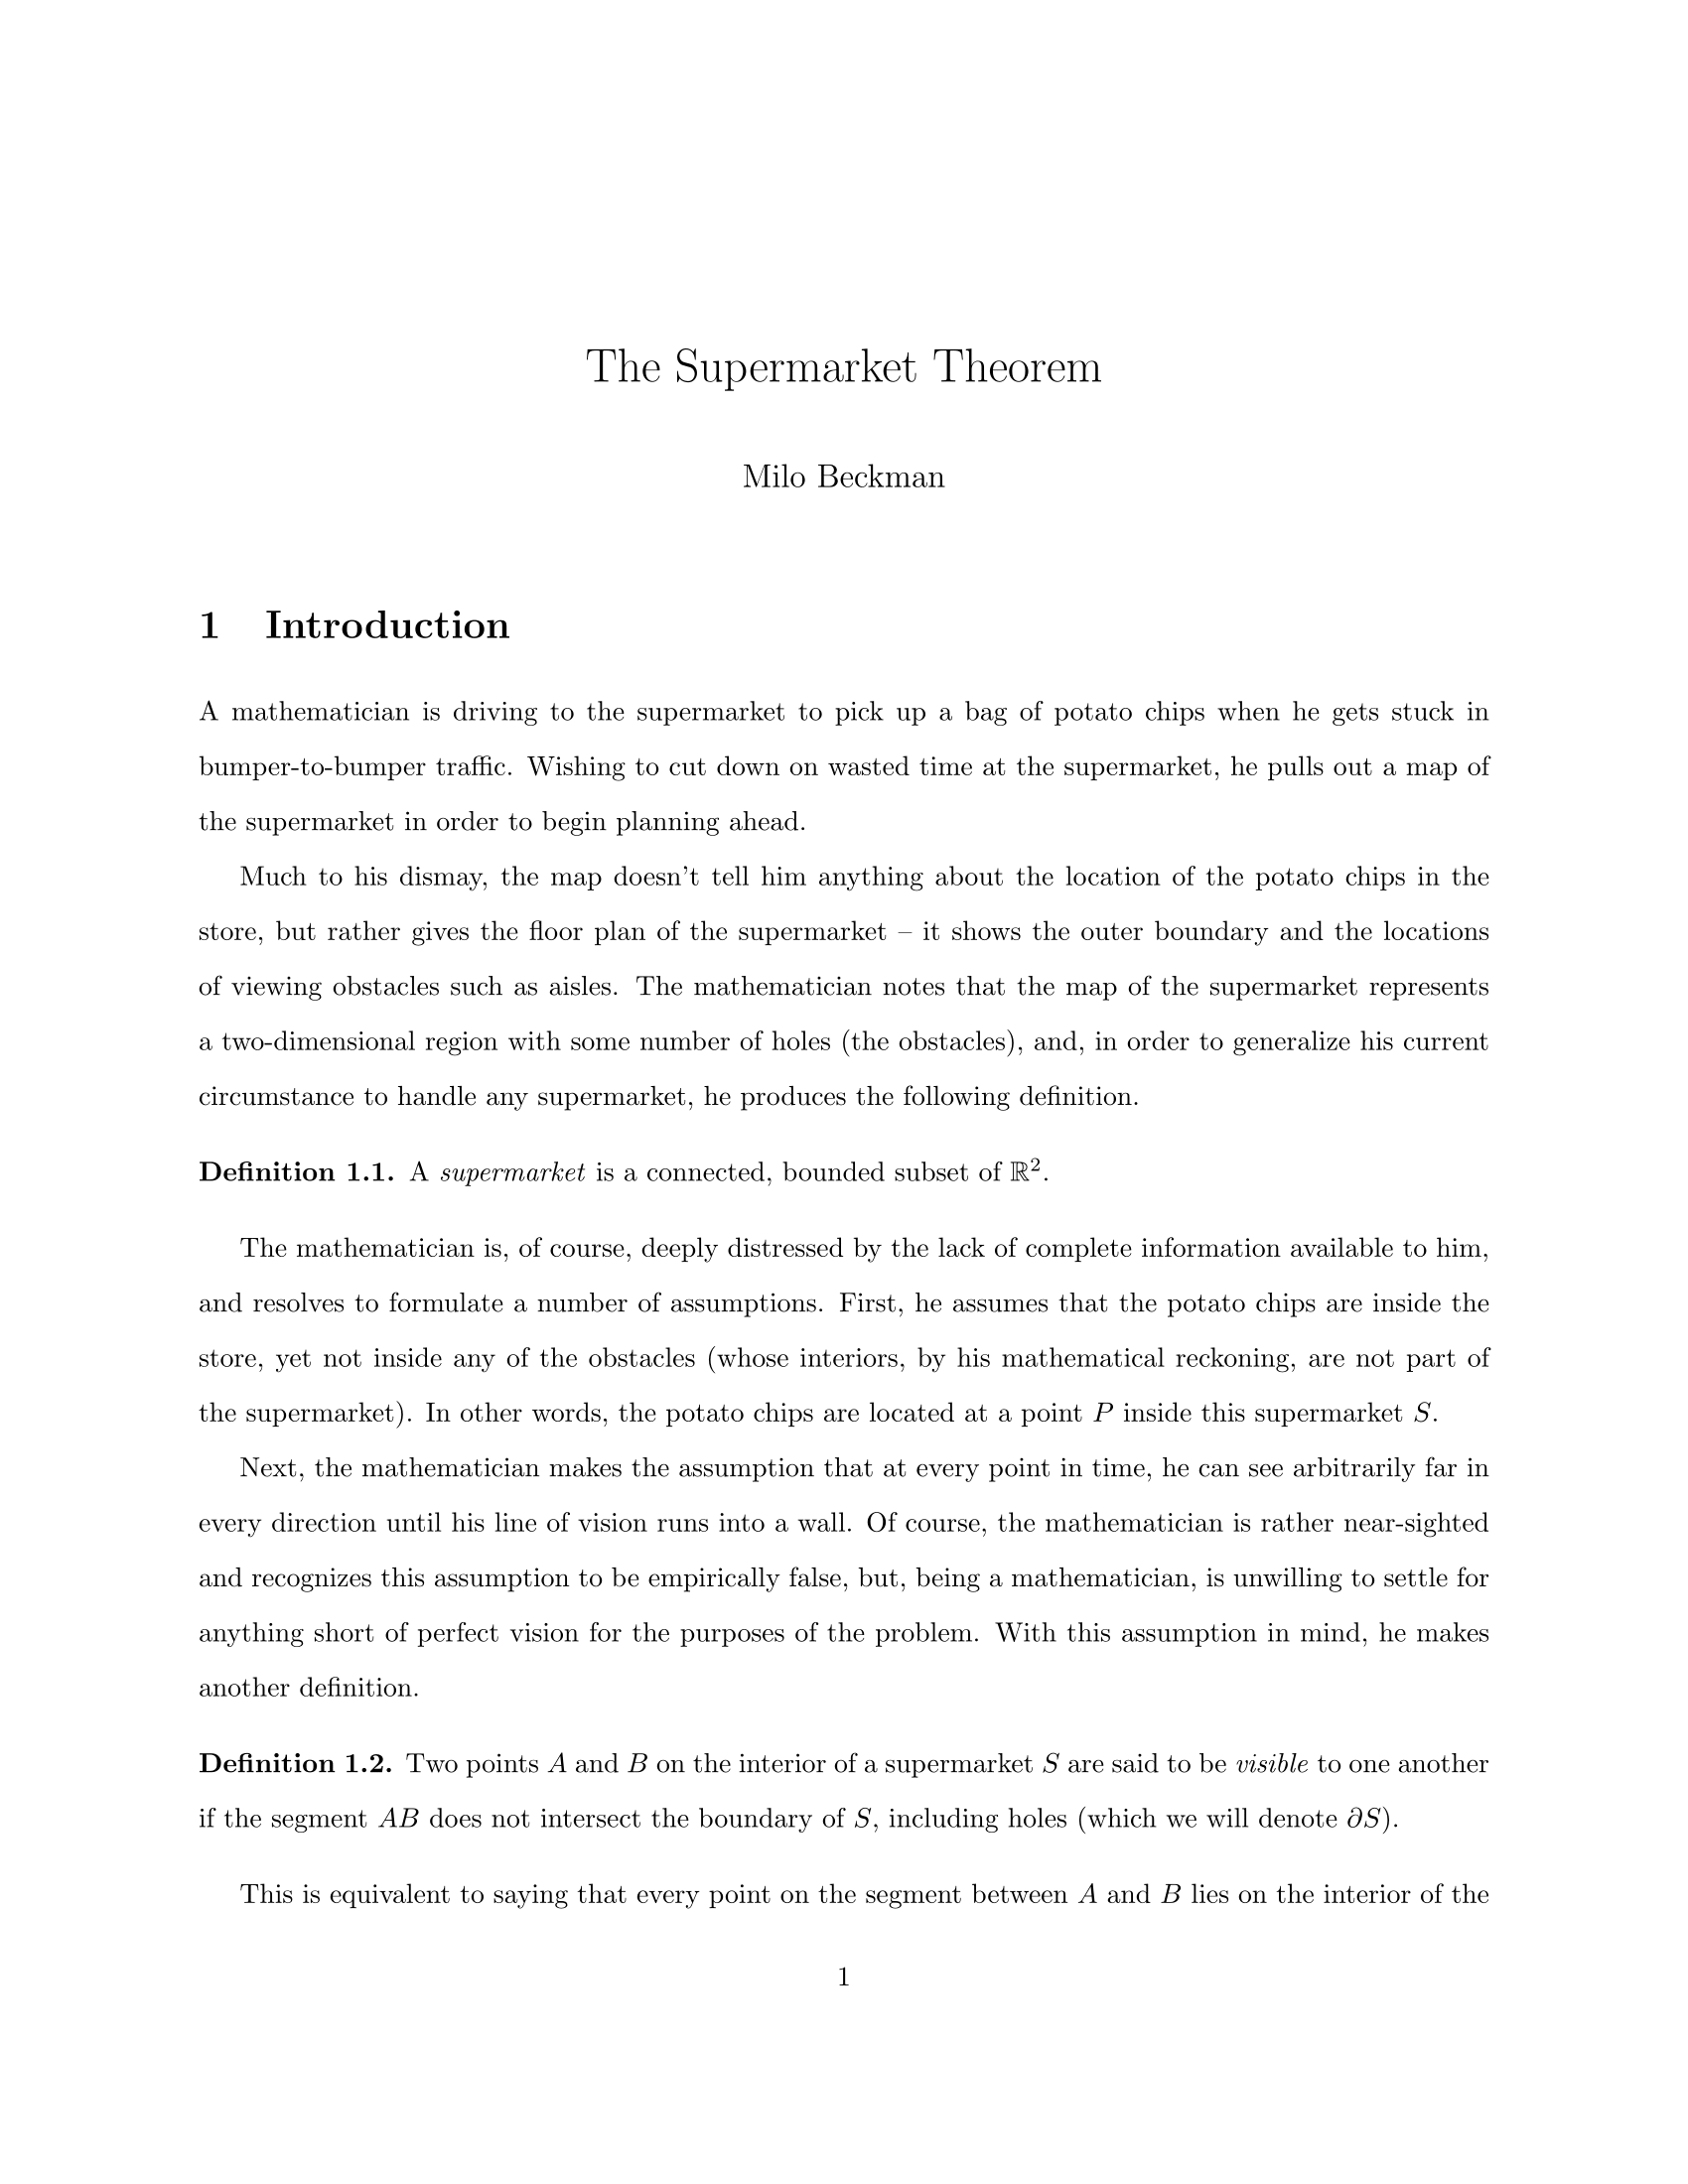 The Supermarket Theorem
Milo Beckman
1 Introduction
A mathematician is driving to the supermarket to pick up a bag of potato chips when he gets stuck in
bumper-to-bumper traffic. Wishing to cut down on wasted time at the supermarket, he pulls out a map of
the supermarket in order to begin planning ahead.
Much to his dismay, the map doesn't tell him anything about the location of the potato chips in the
store, but rather gives the floor plan of the supermarket – it shows the outer boundary and the locations
of viewing obstacles such as aisles. The mathematician notes that the map of the supermarket represents
a two-dimensional region with some number of holes (the obstacles), and, in order to generalize his current
circumstance to handle any supermarket, he produces the following definition.
Definition 1.1. A supermarket is a connected, bounded subset of ℝ².
The mathematician is, of course, deeply distressed by the lack of complete information available to him,
and resolves to formulate a number of assumptions. First, he assumes that the potato chips are inside the
store, yet not inside any of the obstacles (whose interiors, by his mathematical reckoning, are not part of
the supermarket). In other words, the potato chips are located at a point P inside this supermarket S.
Next, the mathematician makes the assumption that at every point in time, he can see arbitrarily far in
every direction until his line of vision runs into a wall. Of course, the mathematician is rather near-sighted
and recognizes this assumption to be empirically false, but, being a mathematician, is unwilling to settle for
anything short of perfect vision for the purposes of the problem. With this assumption in mind, he makes
another definition.
Definition 1.2. Two points A and B on the interior of a supermarket S are said to be visible to one another
if the segment AB does not intersect the boundary of S, including holes (which we will denote ∂S).
This is equivalent to saying that every point on the segment between A and B lies on the interior of the
1